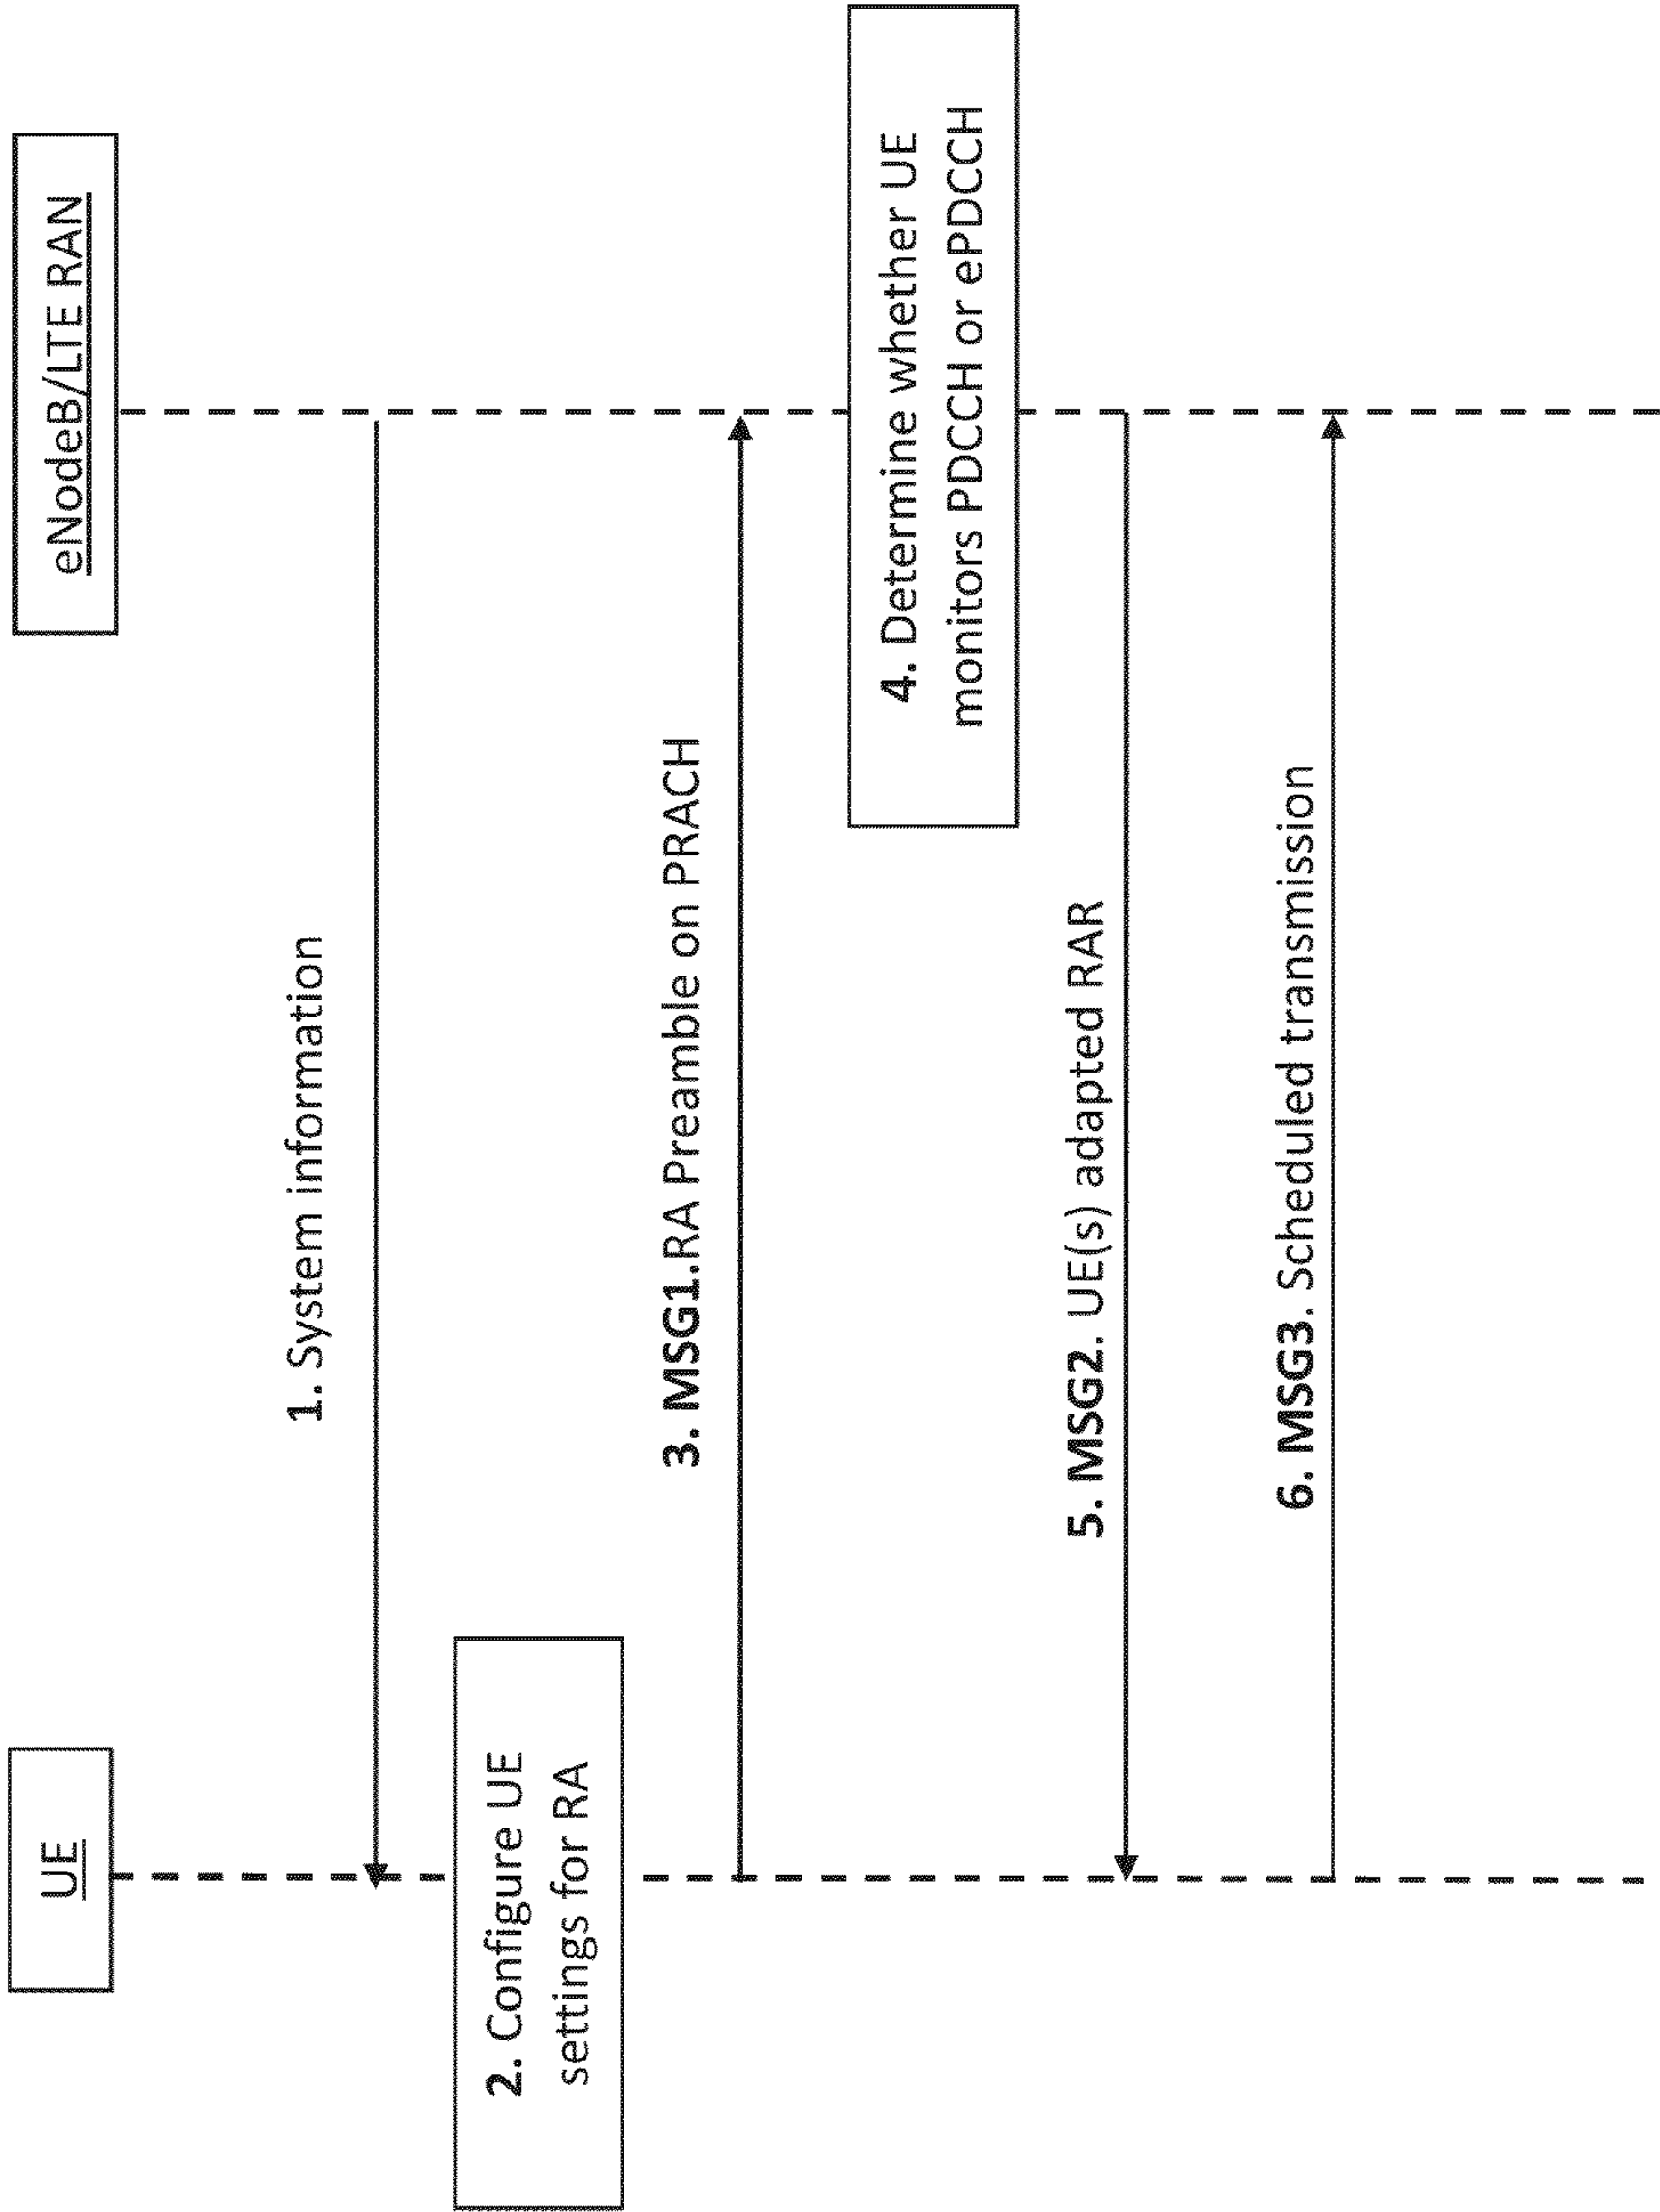 UE
eNodeB/LTE RAN
1. System information
2. Configure UE
settings for RA
3. MSG1.RA Preamble on PRACH
4. Determine whether UE
monitors PDCCH or ePDCCH
5. MSG2. UE(s) adapted RAR
6. MSG3. Scheduled transmission